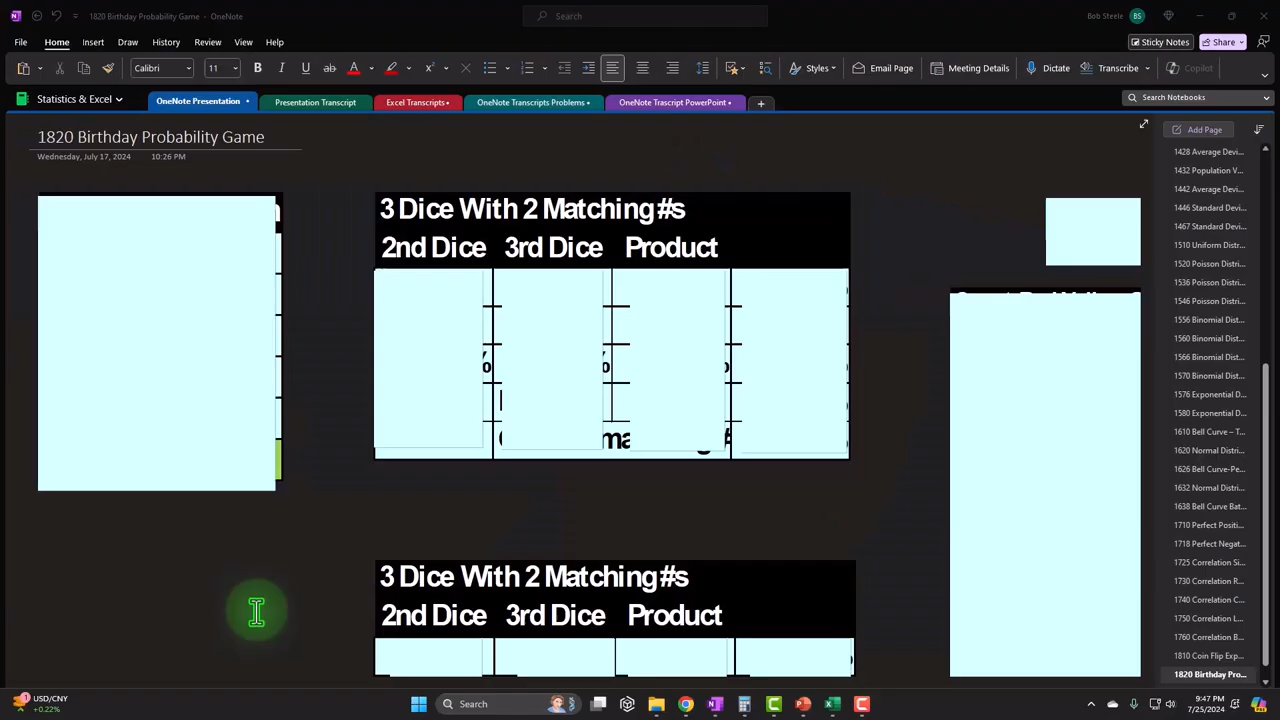 1820 Birthday Probability Game - OneNote
Search
Bob Steele
BS
File
Home
Insert
Draw
History
Review
View
Help
Sticky Notes
Share
Calibri
11
B
I
U
ab
A
Styles
Email Page
Meeting Details
Dictate
Transcribe
Copilot
Statistics & Excel
OneNote Presentation
Presentation Transcript
Excel Transcripts
OneNote Transcripts Problems
OneNote Trascript PowerPoint
Search Notebooks
1820 Birthday Probability Game
Wednesday, July 17, 2024 10:26 PM
Add Page
3 Dice With 2 Matching #s
2nd Dice 3rd Dice Product
3 Dice With 2 Matching #s
2nd Dice 3rd Dice Product
1428 Average Devi...
1432 Population V...
1442 Average Devi...
1446 Standard Devi...
1467 Standard Devi...
1510 Uniform Distr...
1520 Poisson Distri...
1536 Poisson Distri...
1546 Poisson Distri...
1556 Binomial Dist...
1560 Binomial Dist...
1566 Binomial Dist...
1570 Binomial Dist...
1576 Exponential D...
1580 Exponential D...
1610 Bell Curve – T...
1620 Normal Distri...
1626 Bell Curve-Pe...
1632 Normal Distri...
1638 Bell Curve Bat...
1710 Perfect Positi...
1718 Perfect Negat...
1725 Correlation Si...
1730 Correlation R...
1740 Correlation C...
1750 Correlation L...
1760 Correlation B...
1810 Coin Flip Exp...
1820 Birthday Pro...
USD/CNY
+0.22%
Search
9:47 PM
7/25/2024